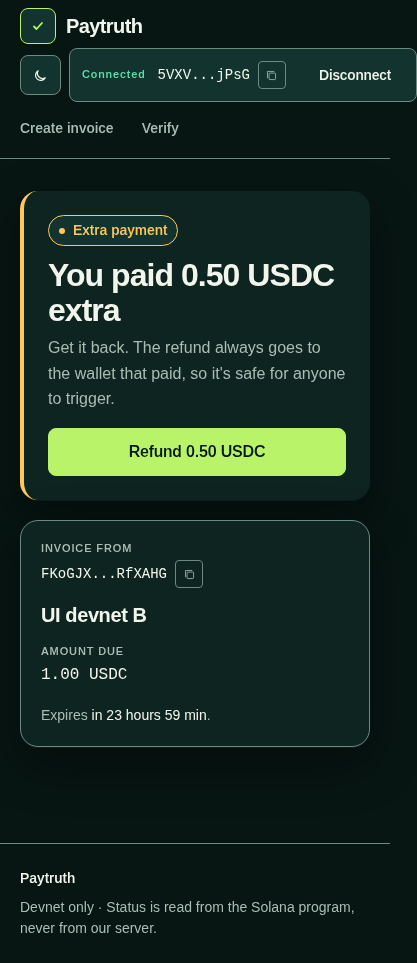 Paytruth
Connected 5VXV...jPsG Disconnect
Create invoice Verify
Extra payment
You paid 0.50 USDC
extra
Get it back. The refund always goes to
the wallet that paid, so it's safe for anyone
to trigger.
Refund 0.50 USDC
INVOICE FROM
FKoGJX...RfXAHG
UI devnet B
AMOUNT DUE
1.00 USDC
Expires in 23 hours 59 min.
Paytruth
Devnet only · Status is read from the Solana program,
never from our server.